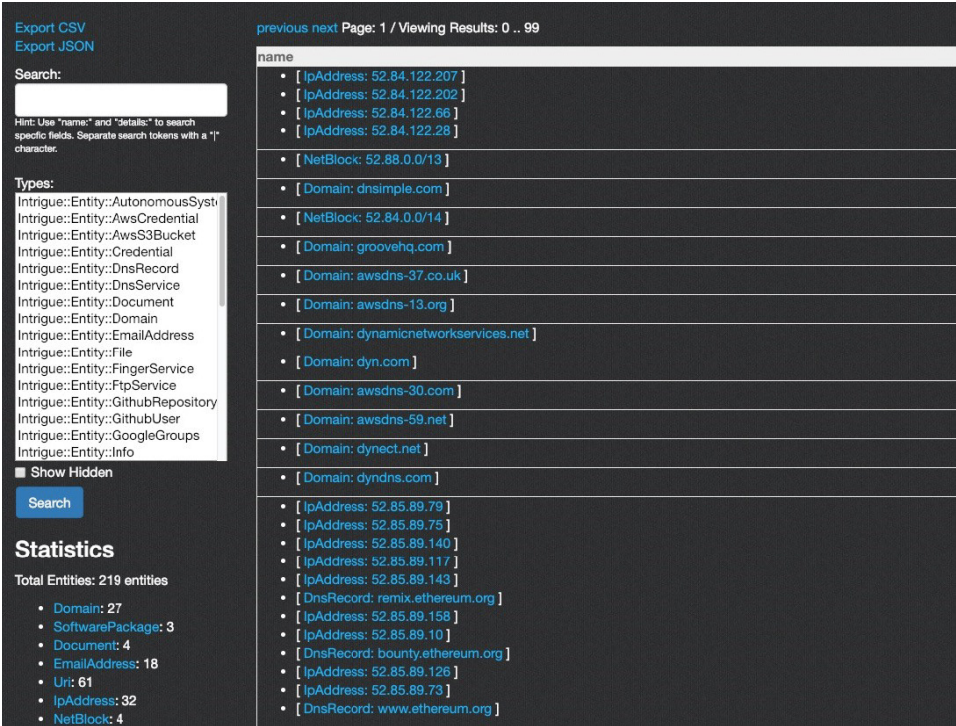 Export CSV
Export JSON
Search:
Hint: Use "name:" and "details:" to search
specfic fields. Separate search tokens with a "|"
character.
Types:
Intrigue::Entity::AutonomousSyst
Intrigue::Entity::AwsCredential
Intrigue::Entity::AwsS3Bucket
Intrigue::Entity::Credential
Intrigue::Entity::DnsRecord
Intrigue::Entity::DnsService
Intrigue::Entity::Document
Intrigue::Entity::Domain
Intrigue::Entity::EmailAddress
Intrigue::Entity::File
Intrigue::Entity::FingerService
Intrigue::Entity::FtpService
Intrigue::Entity::GithubRepository
Intrigue::Entity::GithubUser
Intrigue::Entity::GoogleGroups
Intrigue::Entity::Info
Show Hidden
Search
Statistics
Total Entities: 219 entities
• Domain: 27
• SoftwarePackage: 3
• Document: 4
• EmailAddress: 18
• Uri: 61
• IpAddress: 32
• NetBlock: 4
previous next Page: 1 / Viewing Results: 0 .. 99
name
• [ IpAddress: 52.84.122.207 ]
• [ IpAddress: 52.84.122.202 ]
• [ IpAddress: 52.84.122.66 ]
• [ IpAddress: 52.84.122.28 ]
• [ NetBlock: 52.88.0.0/13 ]
• [ Domain: dnsimple.com ]
• [ NetBlock: 52.84.0.0/14 ]
• [ Domain: groovehq.com ]
• [ Domain: awsdns-37.co.uk ]
• [ Domain: awsdns-13.org ]
• [ Domain: dynamicnetworkservices.net ]
• [ Domain: dyn.com ]
• [ Domain: awsdns-30.com ]
• [ Domain: awsdns-59.net ]
• [ Domain: dynect.net ]
• [ Domain: dyndns.com ]
• [ IpAddress: 52.85.89.79 ]
• [ IpAddress: 52.85.89.75 ]
• [ IpAddress: 52.85.89.140 ]
• [ IpAddress: 52.85.89.117 ]
• [ IpAddress: 52.85.89.143 ]
• [ DnsRecord: remix.ethereum.org ]
• [ IpAddress: 52.85.89.158 ]
• [ IpAddress: 52.85.89.10 ]
• [ DnsRecord: bounty.ethereum.org ]
• [ IpAddress: 52.85.89.126 ]
• [ IpAddress: 52.85.89.73 ]
• [ DnsRecord: www.ethereum.org ]